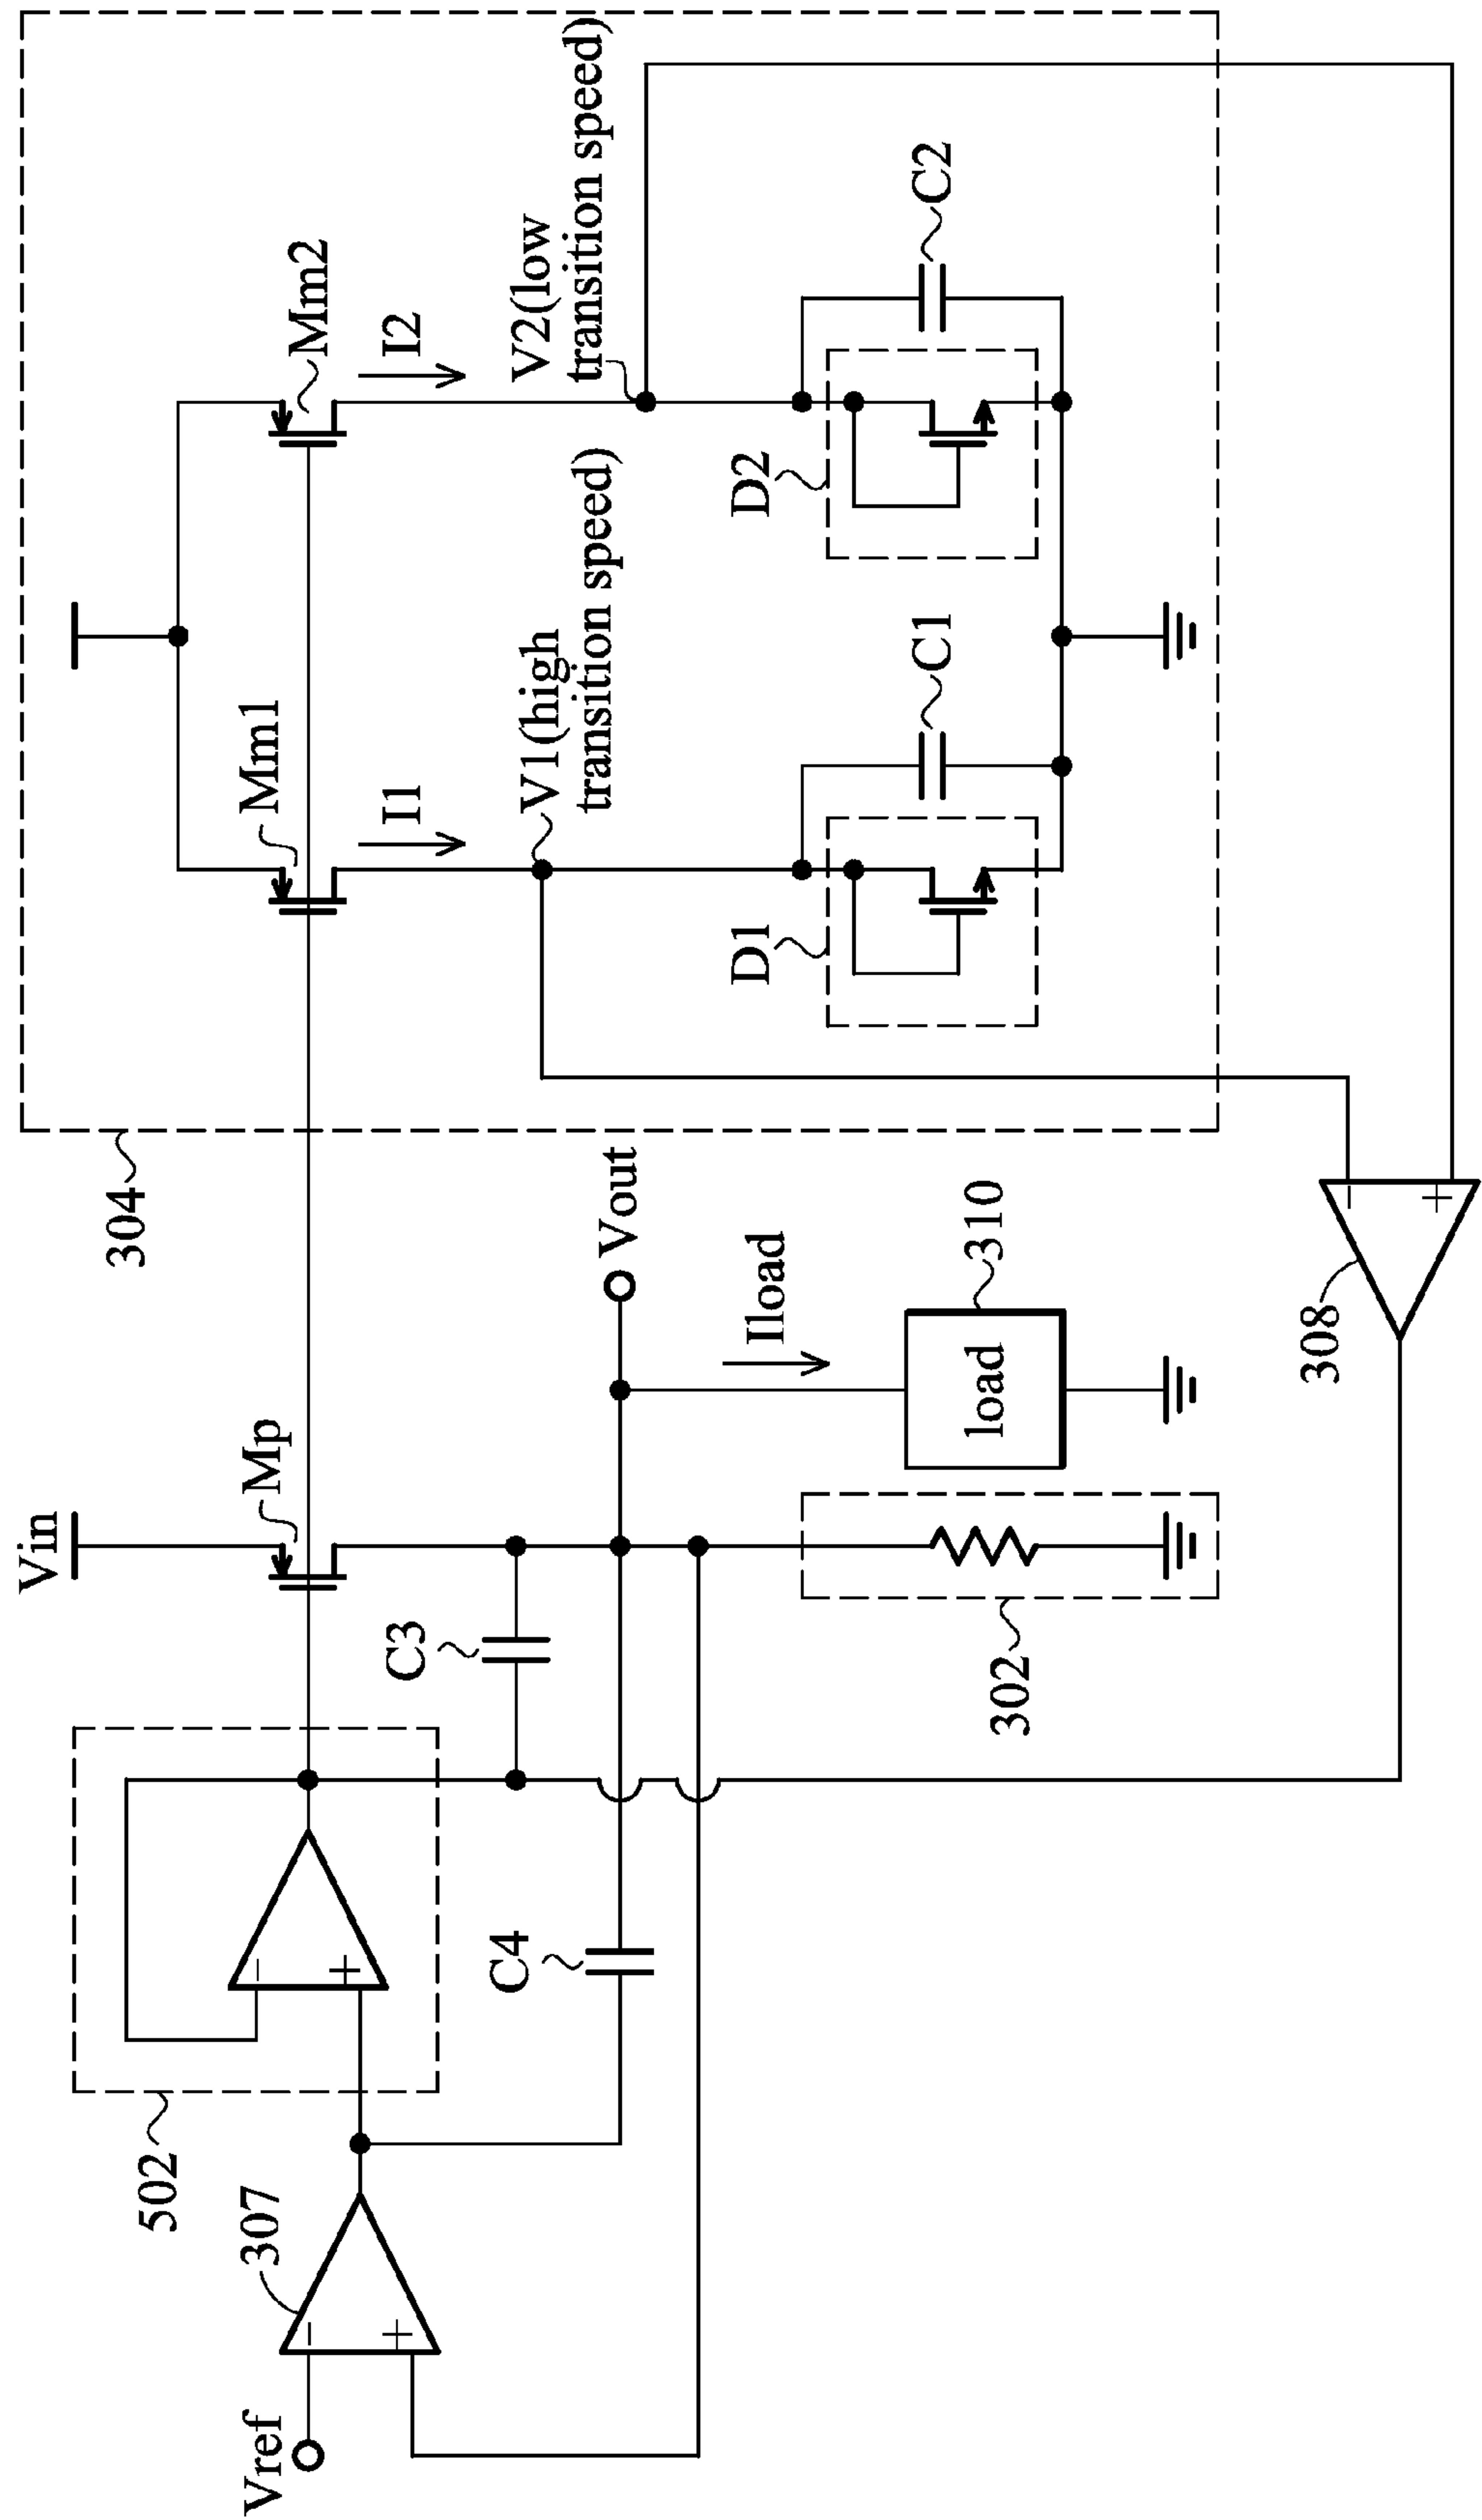 Vref
307
−
+
502
−
+
C4
C3
Vin
Mp
302
Vout
Iload
load
310
308
−
+
304
Mm1
I1
V1(high
transition speed)
D1
C1
Mm2
I2
V2(low
transition speed)
D2
C2